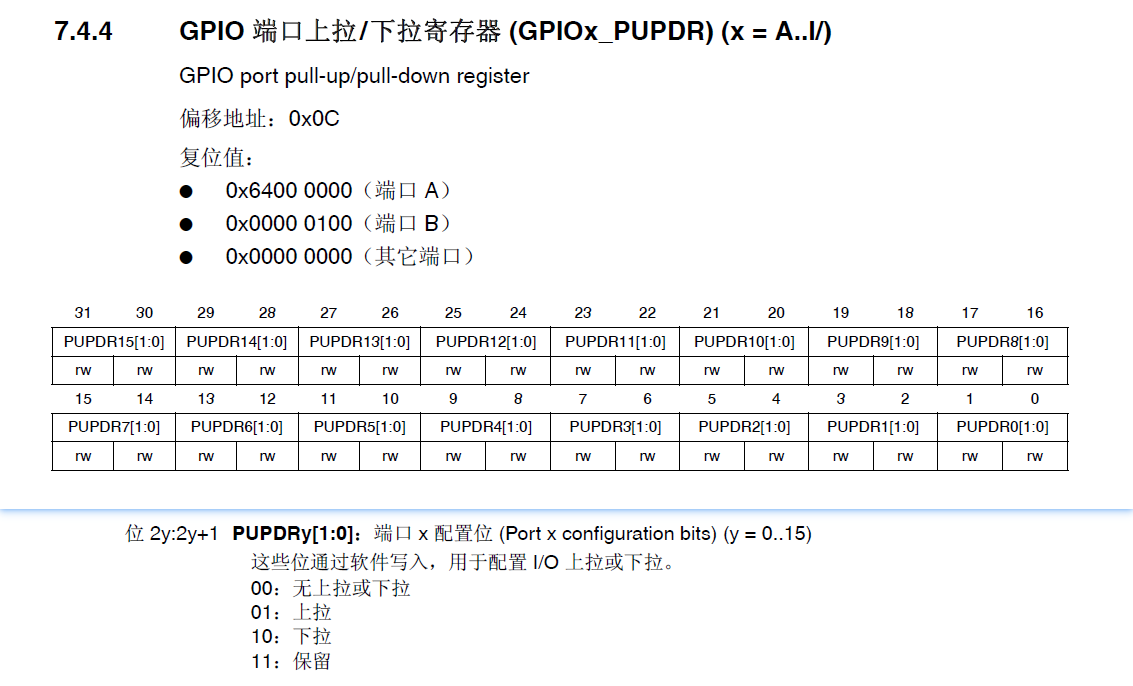 7.4.4 GPIO 端口上拉/下拉寄存器 (GPIOx_PUPDR) (x = A..I/)
GPIO port pull-up/pull-down register
偏移地址：0x0C
复位值：
● 0x6400 0000（端口 A）
● 0x0000 0100（端口 B）
● 0x0000 0000（其它端口）
31 30 29 28 27 26 25 24 23 22 21 20 19 18 17 16
PUPDR15[1:0] PUPDR14[1:0] PUPDR13[1:0] PUPDR12[1:0] PUPDR11[1:0] PUPDR10[1:0] PUPDR9[1:0] PUPDR8[1:0]
rw rw rw rw rw rw rw rw rw rw rw rw rw rw rw rw
15 14 13 12 11 10 9 8 7 6 5 4 3 2 1 0
PUPDR7[1:0] PUPDR6[1:0] PUPDR5[1:0] PUPDR4[1:0] PUPDR3[1:0] PUPDR2[1:0] PUPDR1[1:0] PUPDR0[1:0]
rw rw rw rw rw rw rw rw rw rw rw rw rw rw rw rw
位 2y:2y+1 PUPDRy[1:0]：端口 x 配置位 (Port x configuration bits) (y = 0..15)
这些位通过软件写入，用于配置 I/O 上拉或下拉。
00：无上拉或下拉
01：上拉
10：下拉
11：保留